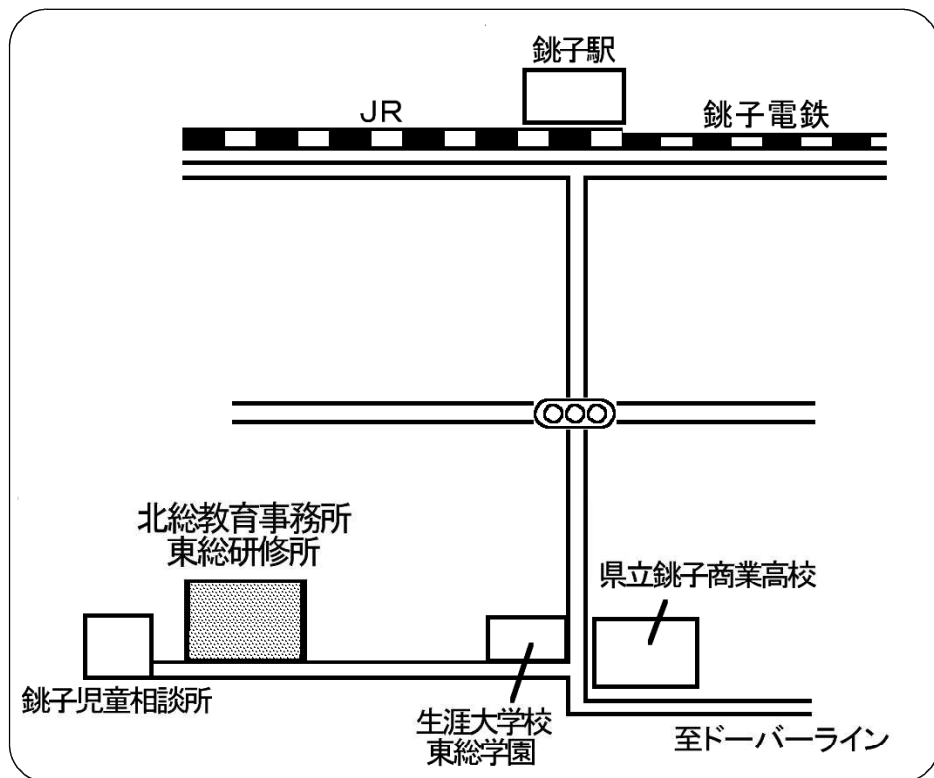 銚子駅
JR
銚子電鉄
北総教育事務所
東総研修所
県立銚子商業高校
銚子児童相談所
生涯大学校
東総学園
至ドーバーライン